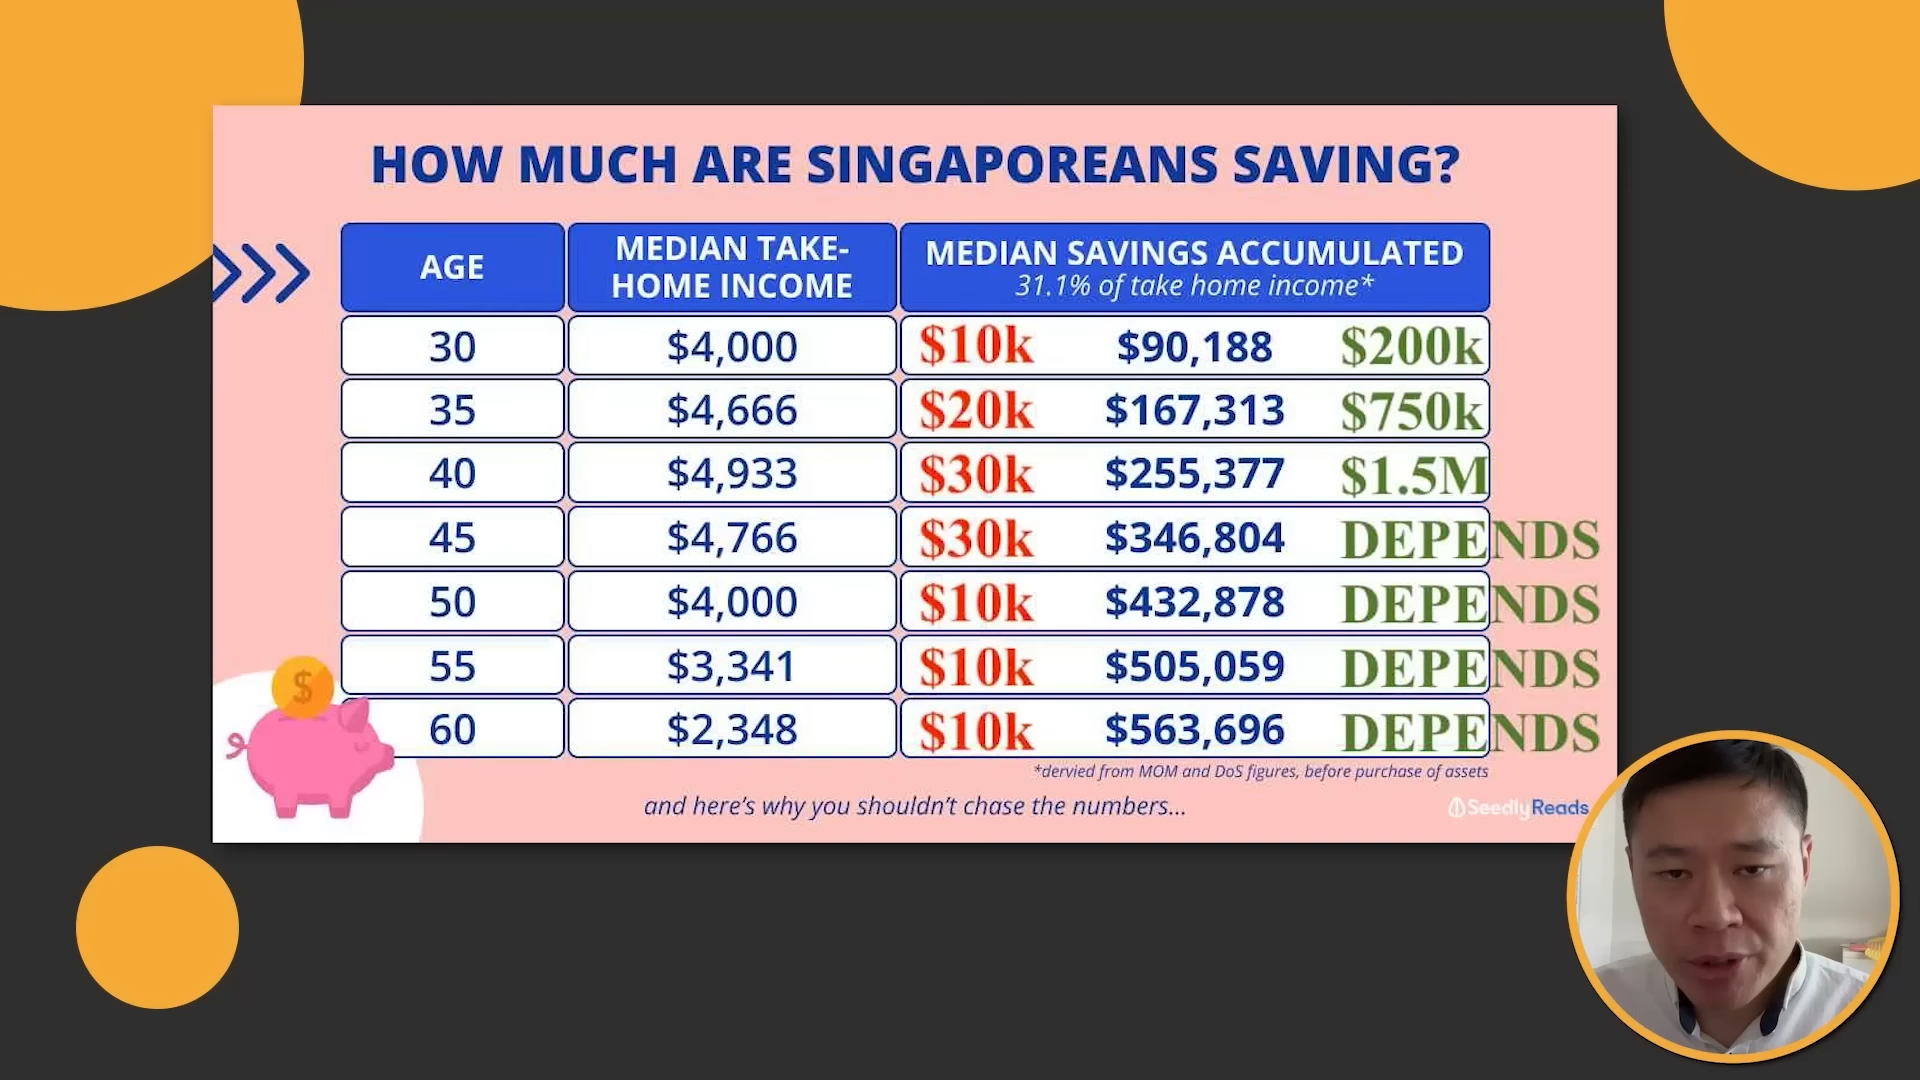 HOW MUCH ARE SINGAPOREANS SAVING?
AGE
MEDIAN TAKE-
HOME INCOME
MEDIAN SAVINGS ACCUMULATED
31.1% of take home income*
30 $4,000 $10k $90,188 $200k
35 $4,666 $20k $167,313 $750k
40 $4,933 $30k $255,377 $1.5M
45 $4,766 $30k $346,804 DEPENDS
50 $4,000 $10k $432,878 DEPENDS
55 $3,341 $10k $505,059 DEPENDS
60 $2,348 $10k $563,696 DEPENDS
$
*dervied from MOM and DoS figures, before purchase of assets
and here's why you shouldn't chase the numbers...
SeedlyReads